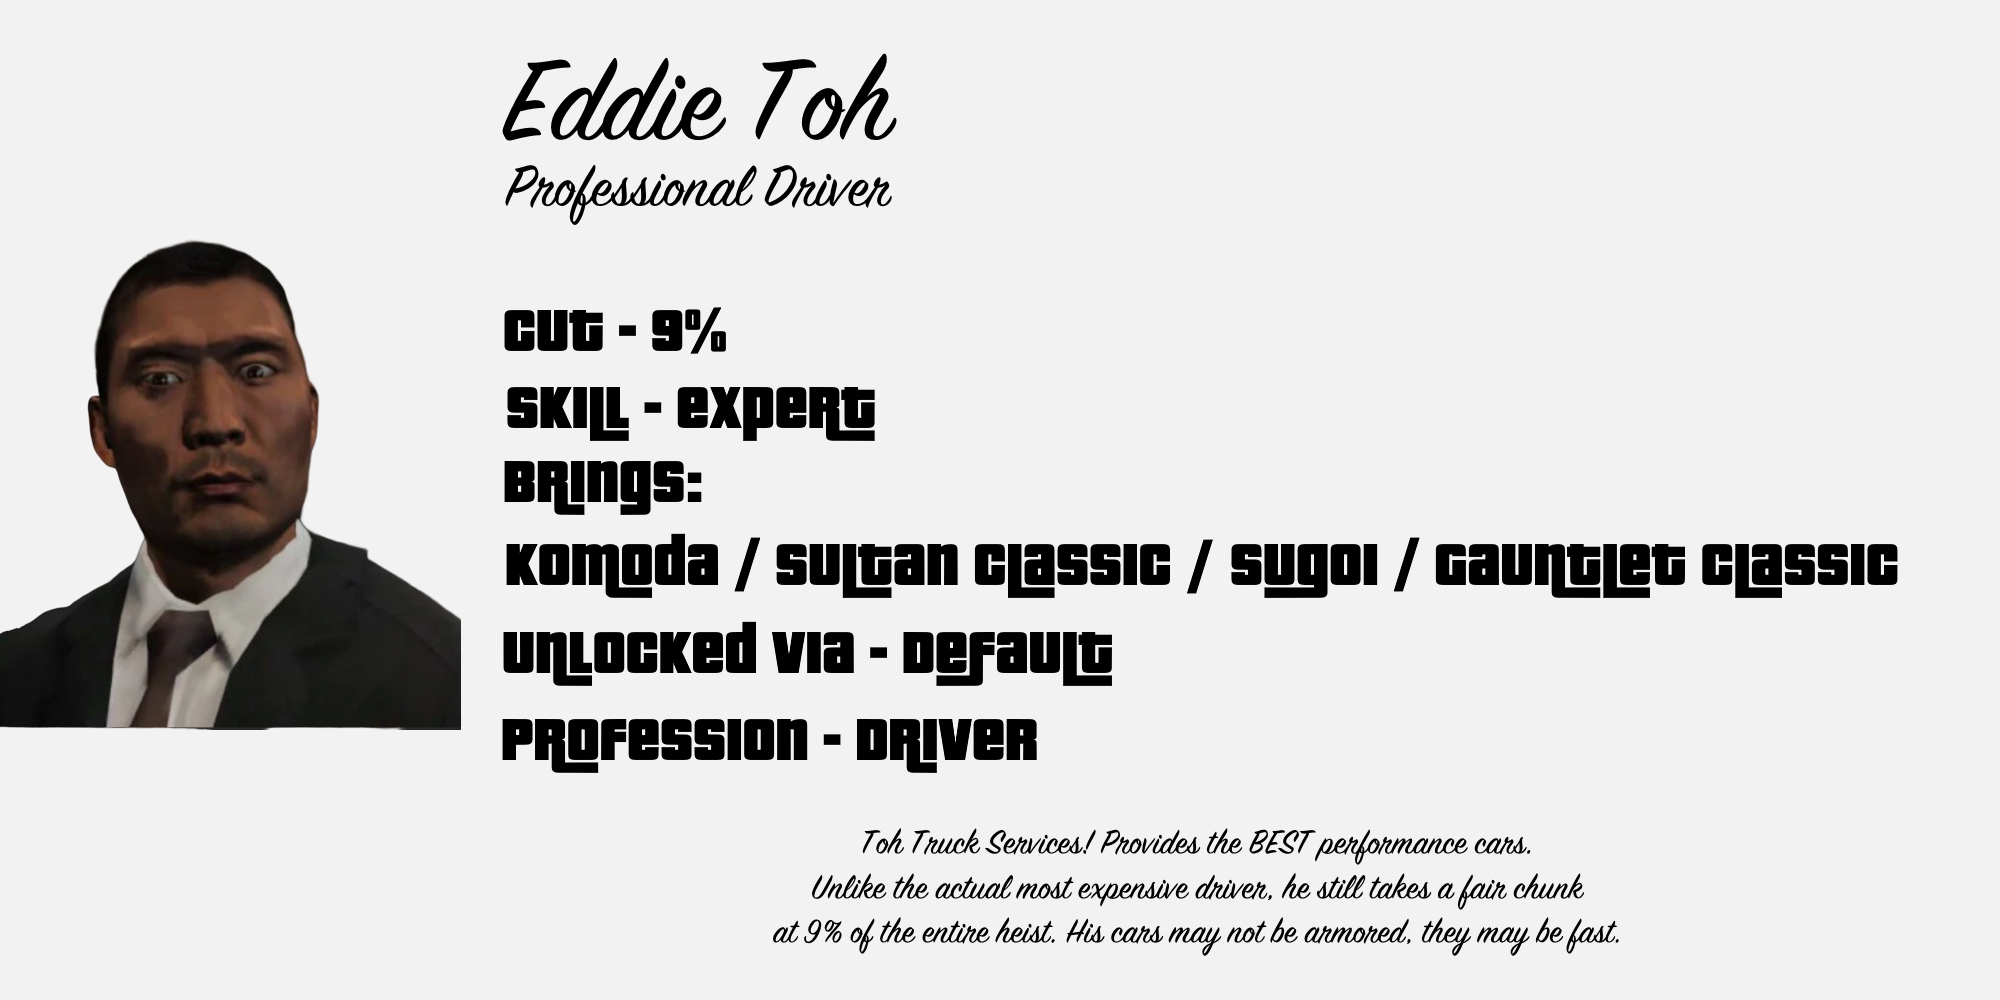 Eddie Toh
Professional Driver
CUT - 9%
SKILL - EXPERT
BRINGS:
KOMODA / SULTAN CLASSIC / SUGOI / GAUNTLET CLASSIC
UNLOCKED VIA - DEFAULT
PROFESSION - DRIVER
Toh Truck Services! Provides the BEST performance cars.
Unlike the actual most expensive driver, he still takes a fair chunk
at 9% of the entire heist. His cars may not be armored, they may be fast.